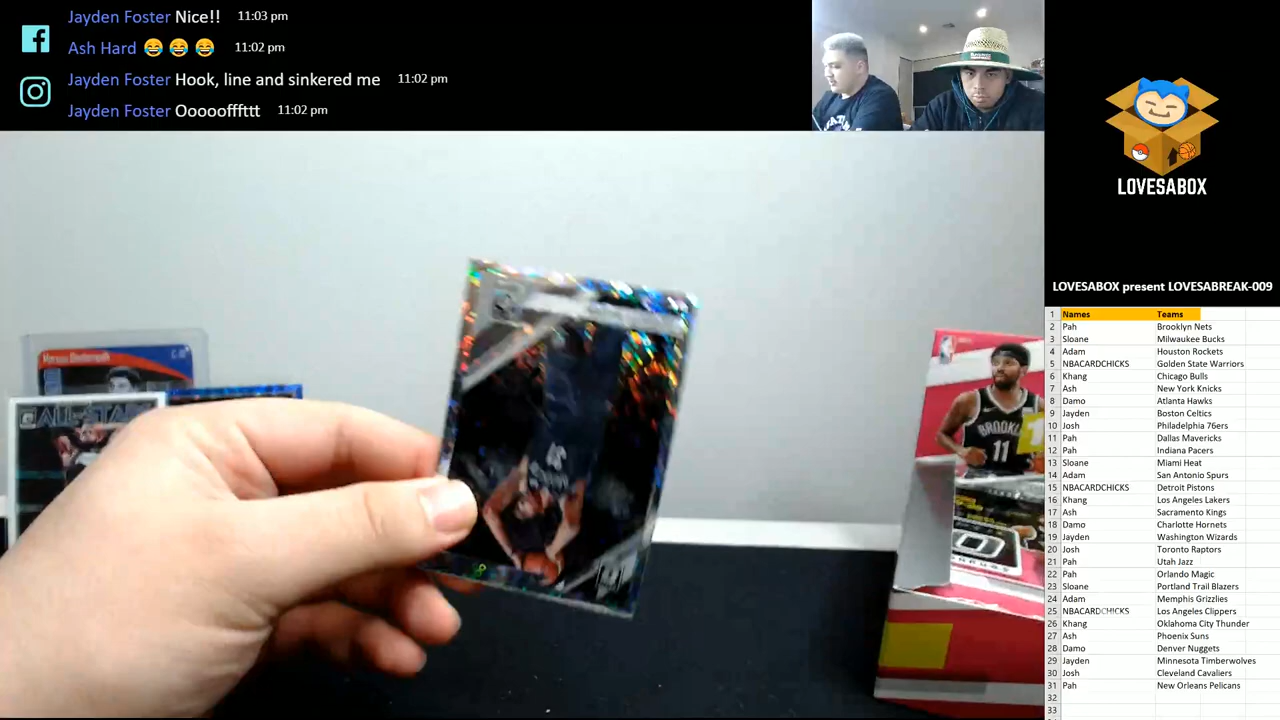 Jayden Foster Nice!! 11:03 pm
Ash Hard 😂 😂 😂 11:02 pm
Jayden Foster Hook, line and sinkered me 11:02 pm
Jayden Foster Ooooofffttt 11:02 pm
LOVESABOX
LOVESABOX present LOVESABREAK-009
1 Names Teams
2 Pah Brooklyn Nets
3 Sloane Milwaukee Bucks
4 Adam Houston Rockets
5 NBACARDCHICKS Golden State Warriors
6 Khang Chicago Bulls
7 Ash New York Knicks
8 Damo Atlanta Hawks
9 Jayden Boston Celtics
10 Josh Philadelphia 76ers
11 Pah Dallas Mavericks
12 Pah Indiana Pacers
13 Sloane Miami Heat
14 Adam San Antonio Spurs
15 NBACARDCHICKS Detroit Pistons
16 Khang Los Angeles Lakers
17 Ash Sacramento Kings
18 Damo Charlotte Hornets
19 Jayden Washington Wizards
20 Josh Toronto Raptors
21 Pah Utah Jazz
22 Pah Orlando Magic
23 Sloane Portland Trail Blazers
24 Adam Memphis Grizzlies
25 NBACARDCHICKS Los Angeles Clippers
26 Khang Oklahoma City Thunder
27 Ash Phoenix Suns
28 Damo Denver Nuggets
29 Jayden Minnesota Timberwolves
30 Josh Cleveland Cavaliers
31 Pah New Orleans Pelicans
32
33
ALL-STARS
BROOKLYN
11